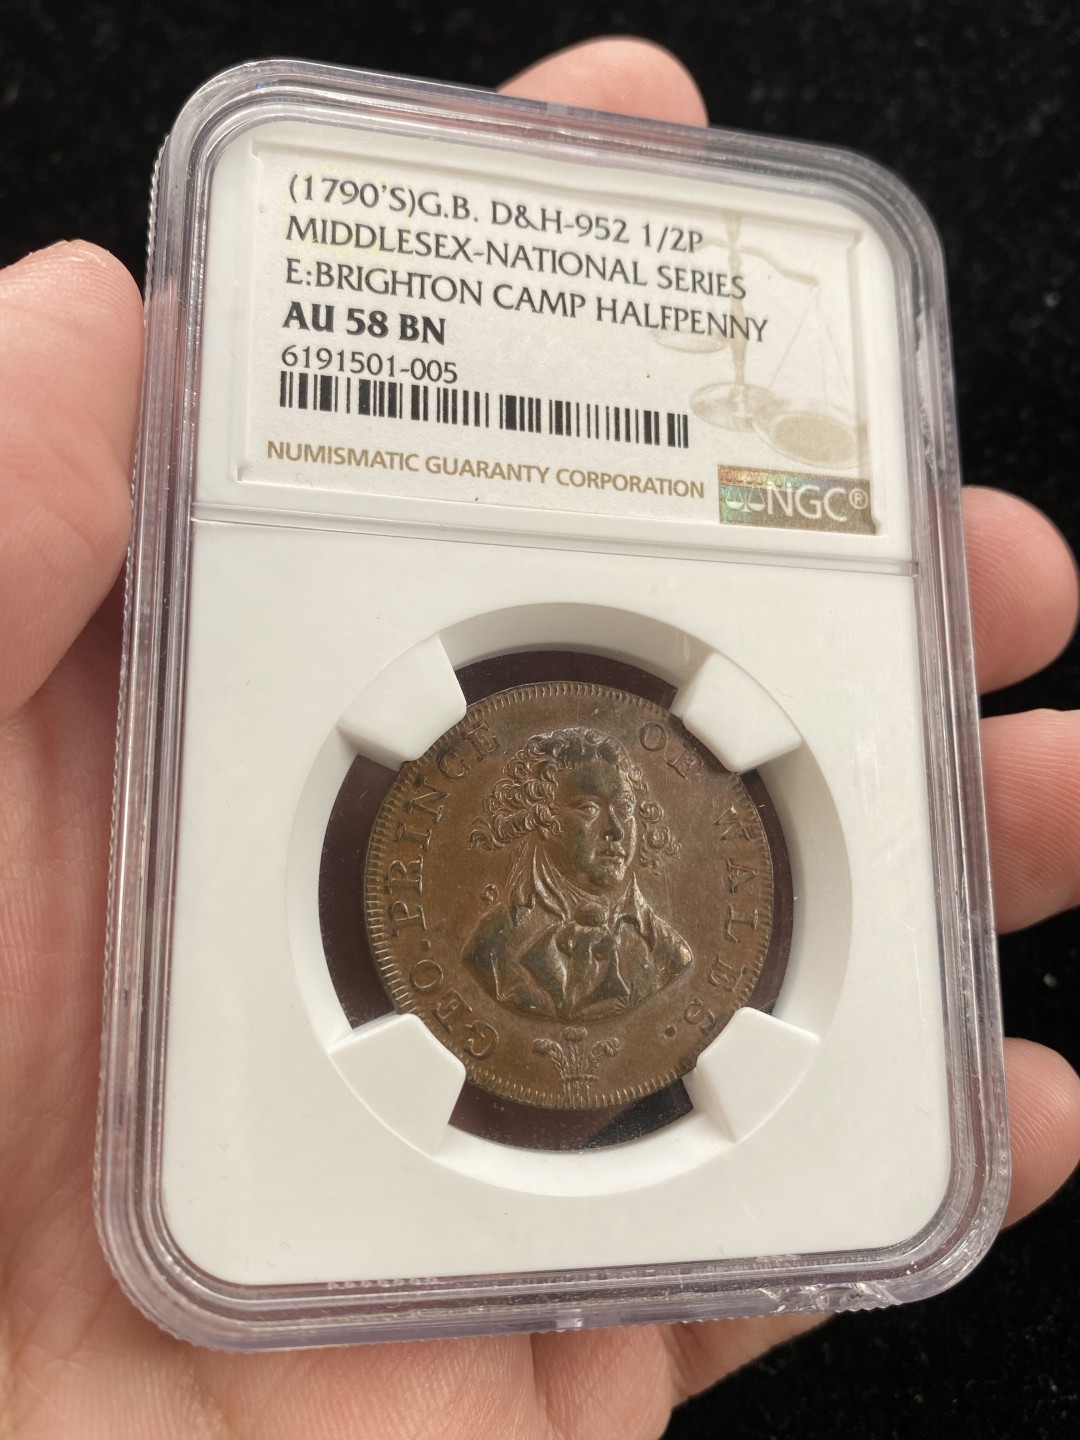 (1790'S)G.B. D&H-952 1/2P
MIDDLESEX-NATIONAL SERIES
E:BRIGHTON CAMP HALFPENNY
AU 58 BN
6191501-005
NUMISMATIC GUARANTY CORPORATION
NGC®
GEO. PRINCE OF WALES.